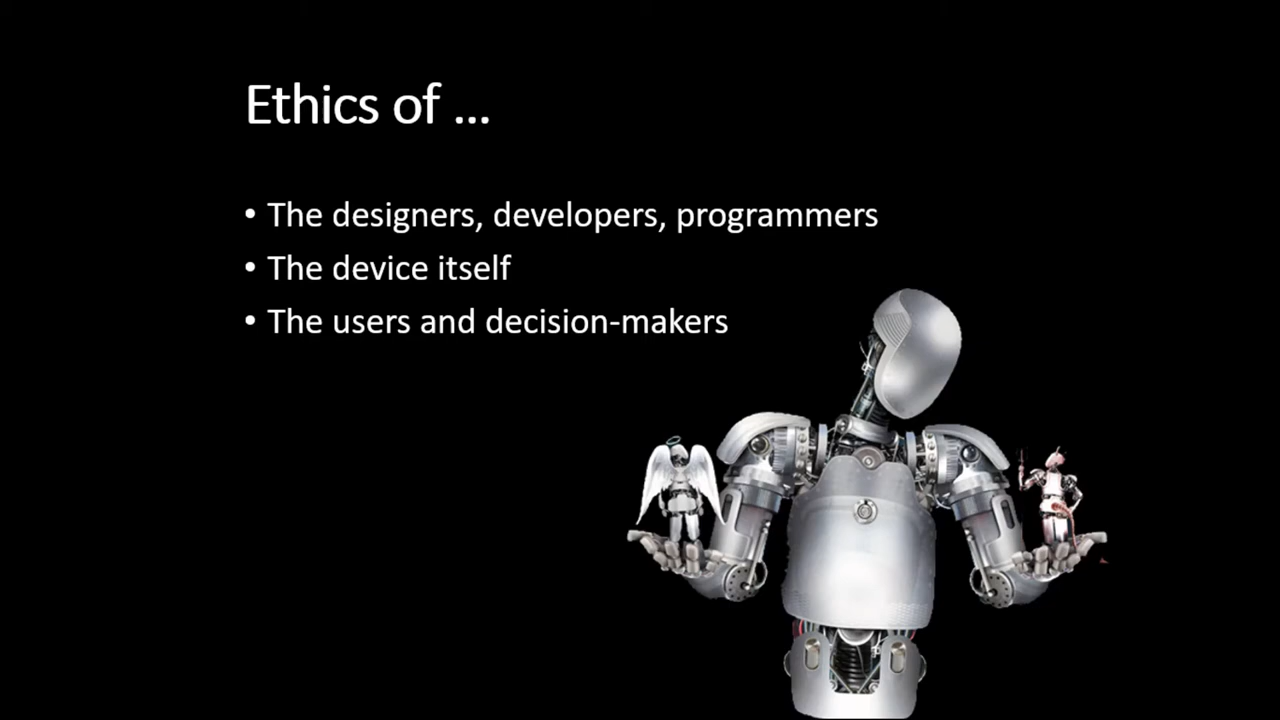 Ethics of ...
• The designers, developers, programmers
• The device itself
• The users and decision-makers